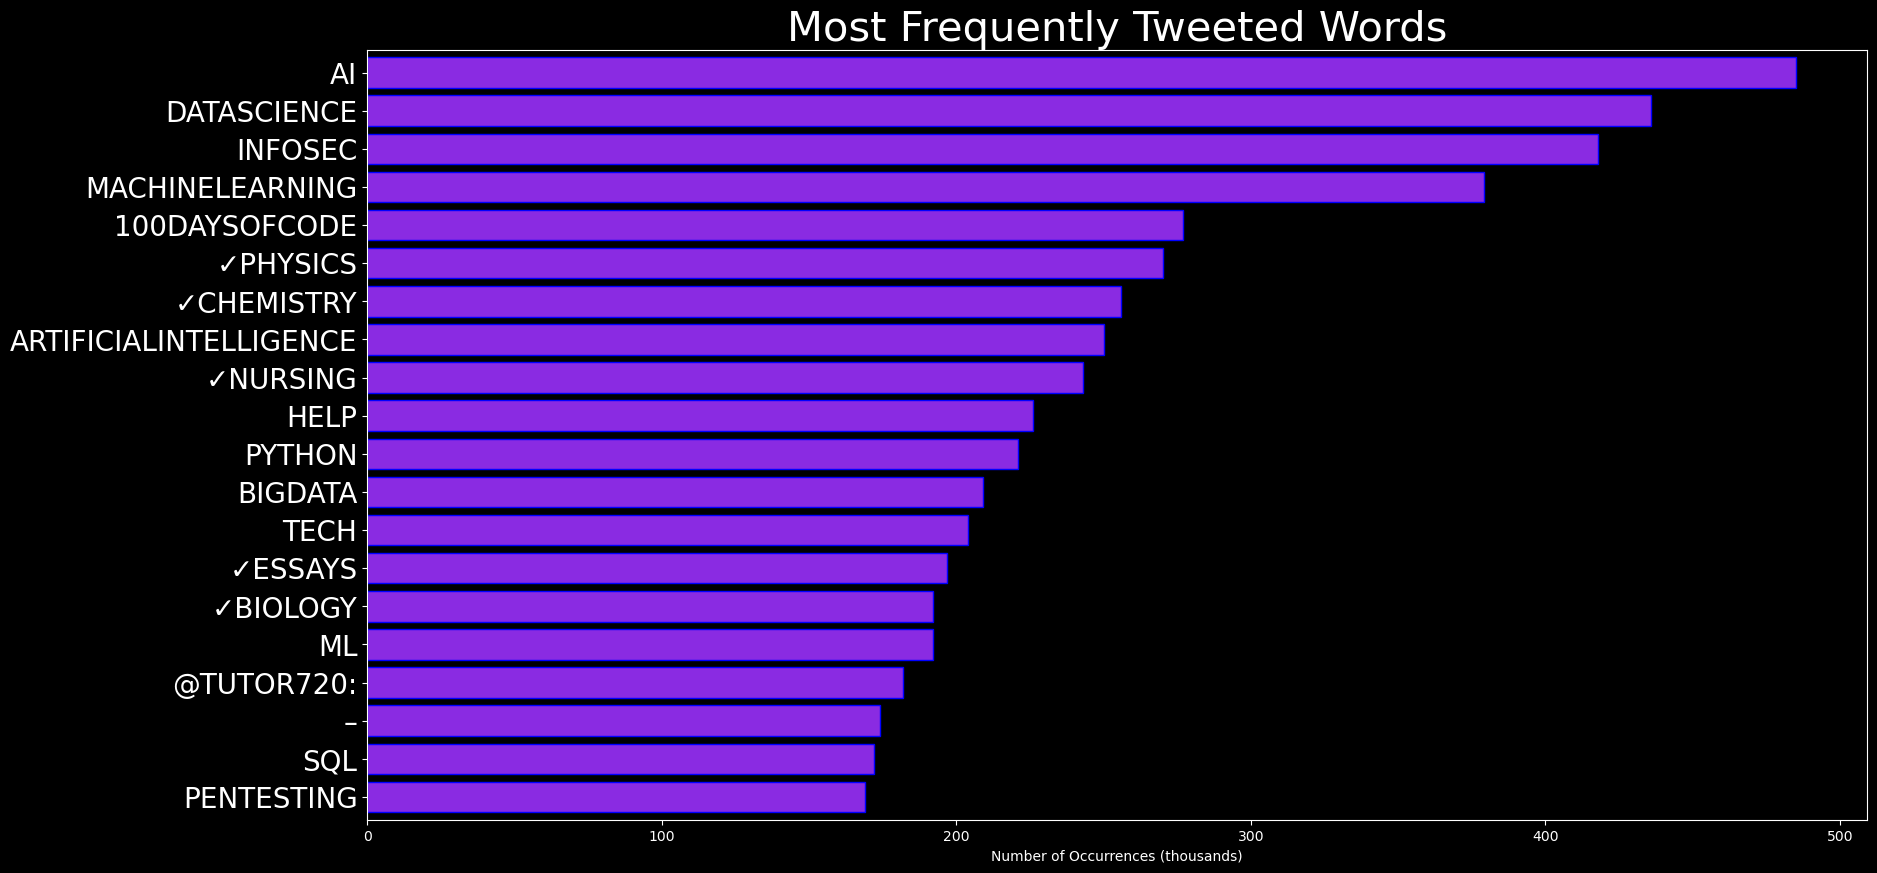 Most Frequently Tweeted Words
AI
DATASCIENCE
INFOSEC
MACHINELEARNING
100DAYSOFCODE
✓PHYSICS
✓CHEMISTRY
ARTIFICIALINTELLIGENCE
✓NURSING
HELP
PYTHON
BIGDATA
TECH
✓ESSAYS
✓BIOLOGY
ML
@TUTOR720:
–
SQL
PENTESTING
0 100 200 300 400 500
Number of Occurrences (thousands)